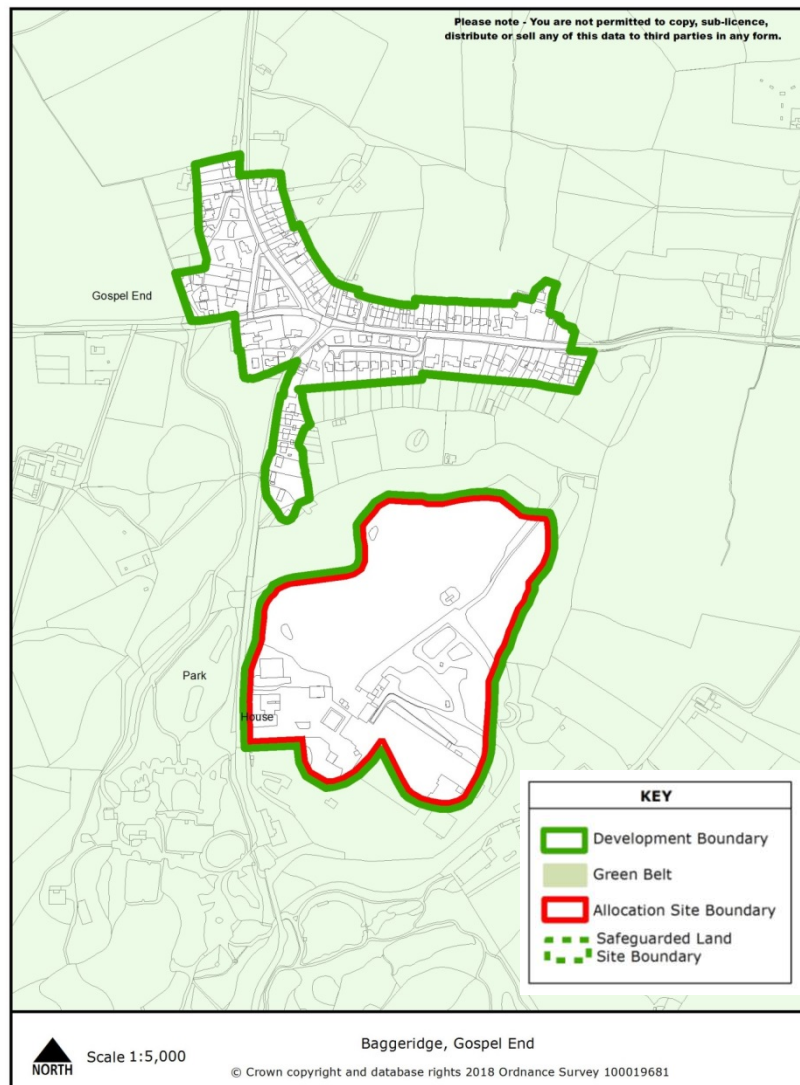 Please note - You are not permitted to copy, sub-licence,
distribute or sell any of this data to third parties in any form.
Gospel End
Park
House
KEY
Development Boundary
Green Belt
Allocation Site Boundary
Safeguarded Land
Site Boundary
NORTH
Scale 1:5,000
Baggeridge, Gospel End
© Crown copyright and database rights 2018 Ordnance Survey 100019681